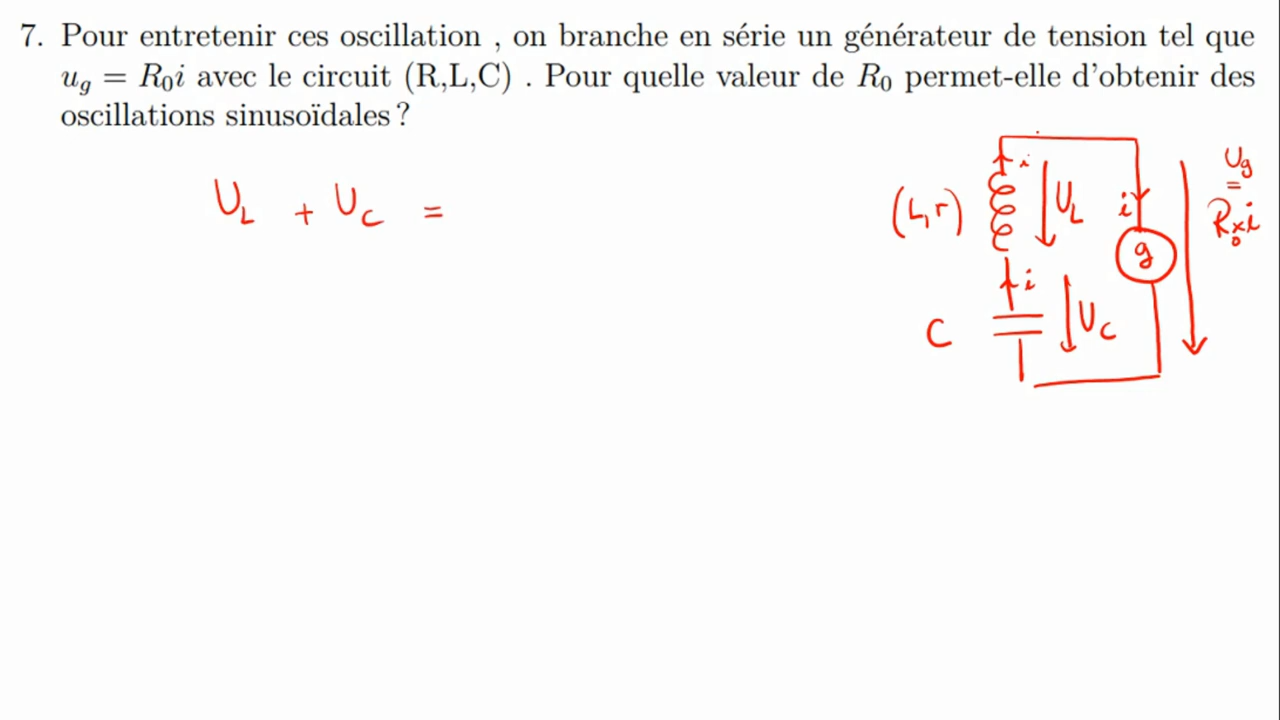 7. Pour entretenir ces oscillation , on branche en série un générateur de tension tel que
u_g = R_0 i avec le circuit (R,L,C) . Pour quelle valeur de R_0 permet-elle d'obtenir des
oscillations sinusoïdales ?
U_L + U_C =
(L,r)
i
U_L
i
g
U_g
=
R_0 × i
i
C
U_C